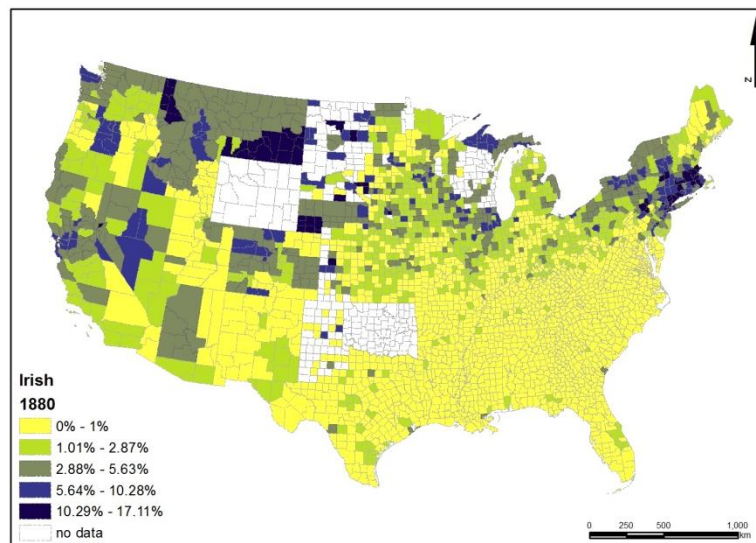 N
Irish
1880
0% - 1%
1.01% - 2.87%
2.88% - 5.63%
5.64% - 10.28%
10.29% - 17.11%
no data
0 250 500 1,000
km